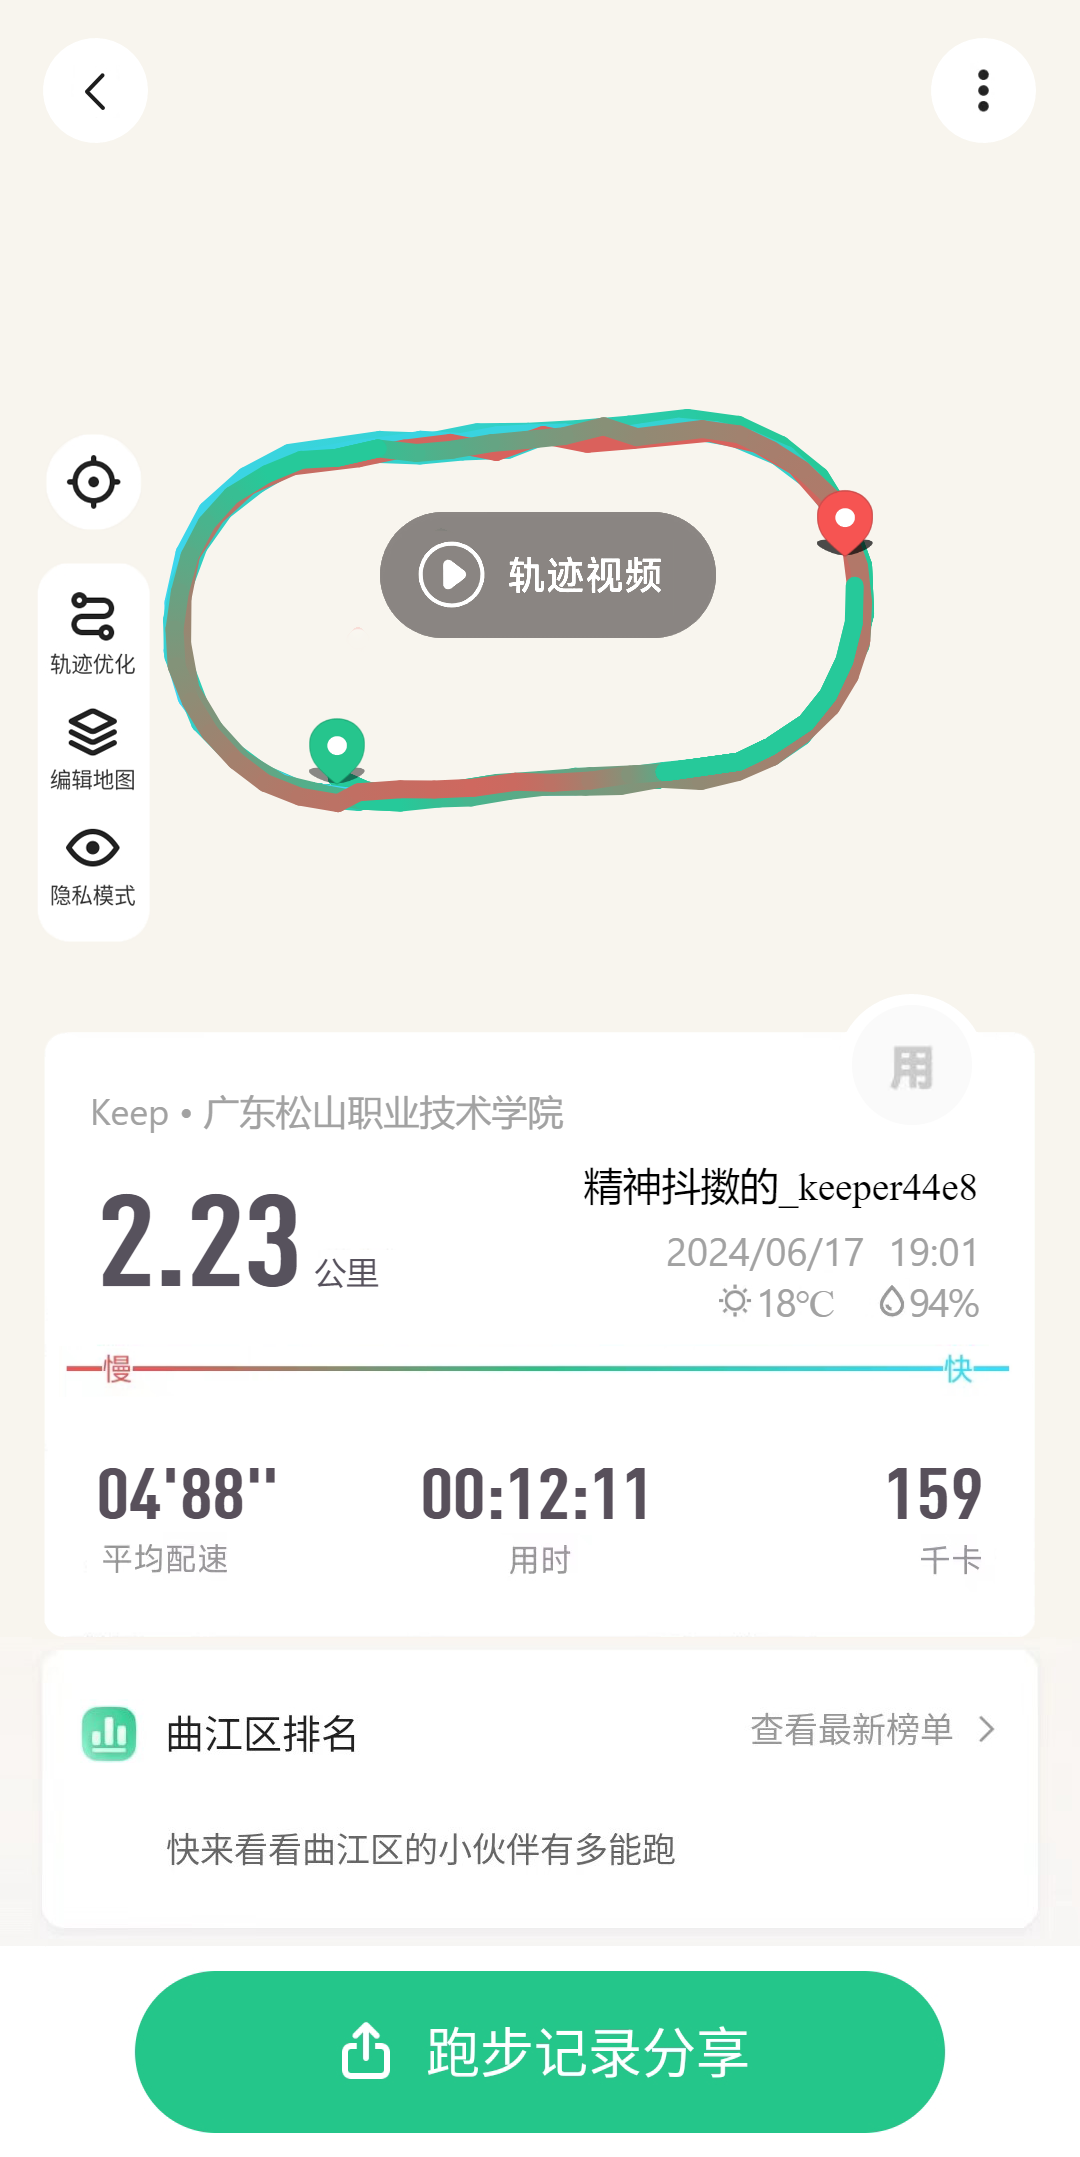 轨迹视频
轨迹优化
编辑地图
隐私模式
用
Keep • 广东松山职业技术学院
精神抖擞的_keeper44e8
2.23 公里
2024/06/17 19:01
18℃ 94%
慢 快
04'88'' 00:12:11 159
平均配速 用时 千卡
曲江区排名 查看最新榜单
快来看看曲江区的小伙伴有多能跑
跑步记录分享